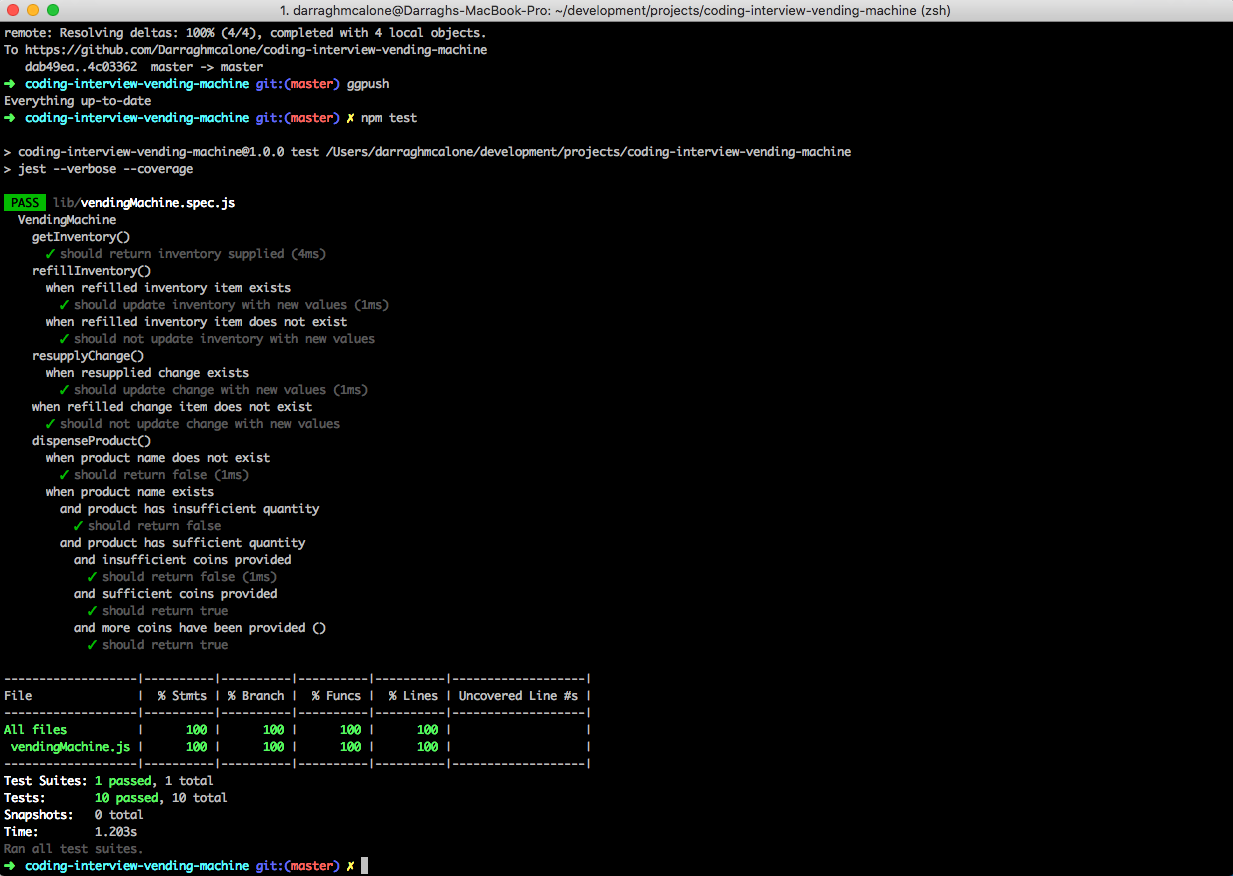 1. darraghmcalone@Darraghs-MacBook-Pro: ~/development/projects/coding-interview-vending-machine (zsh)
remote: Resolving deltas: 100% (4/4), completed with 4 local objects.
To https://github.com/Darraghmcalone/coding-interview-vending-machine
   dab49ea..4c03362  master -> master
➜  coding-interview-vending-machine git:(master) ggpush
Everything up-to-date
➜  coding-interview-vending-machine git:(master) ✗ npm test

> coding-interview-vending-machine@1.0.0 test /Users/darraghmcalone/development/projects/coding-interview-vending-machine
> jest --verbose --coverage

PASS lib/vendingMachine.spec.js
  VendingMachine
    getInventory()
      ✓ should return inventory supplied (4ms)
    refillInventory()
      when refilled inventory item exists
        ✓ should update inventory with new values (1ms)
      when refilled inventory item does not exist
        ✓ should not update inventory with new values
    resupplyChange()
      when resupplied change exists
        ✓ should update change with new values (1ms)
    when refilled change item does not exist
      ✓ should not update change with new values
    dispenseProduct()
      when product name does not exist
        ✓ should return false (1ms)
      when product name exists
        and product has insufficient quantity
          ✓ should return false
        and product has sufficient quantity
          and insufficient coins provided
            ✓ should return false (1ms)
          and sufficient coins provided
            ✓ should return true
          and more coins have been provided ()
            ✓ should return true

-------------------|----------|----------|----------|----------|-------------------|
File               |  % Stmts | % Branch |  % Funcs |  % Lines | Uncovered Line #s |
-------------------|----------|----------|----------|----------|-------------------|
All files          |      100 |      100 |      100 |      100 |                   |
 vendingMachine.js |      100 |      100 |      100 |      100 |                   |
-------------------|----------|----------|----------|----------|-------------------|
Test Suites: 1 passed, 1 total
Tests:       10 passed, 10 total
Snapshots:   0 total
Time:        1.203s
Ran all test suites.
➜  coding-interview-vending-machine git:(master) ✗